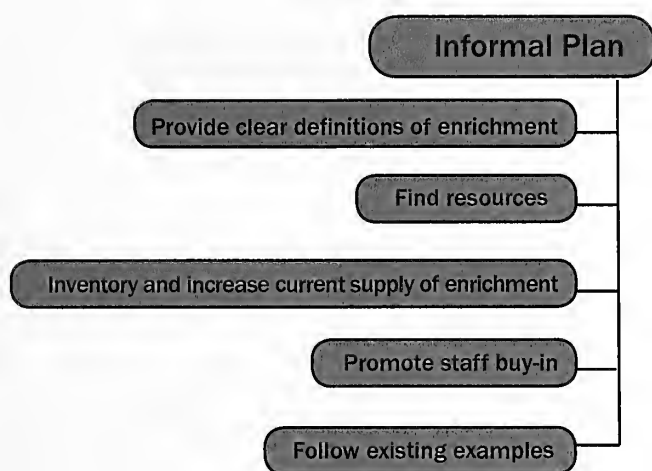 Informal Plan
Provide clear definitions of enrichment
Find resources
Inventory and increase current supply of enrichment
Promote staff buy-in
Follow existing examples